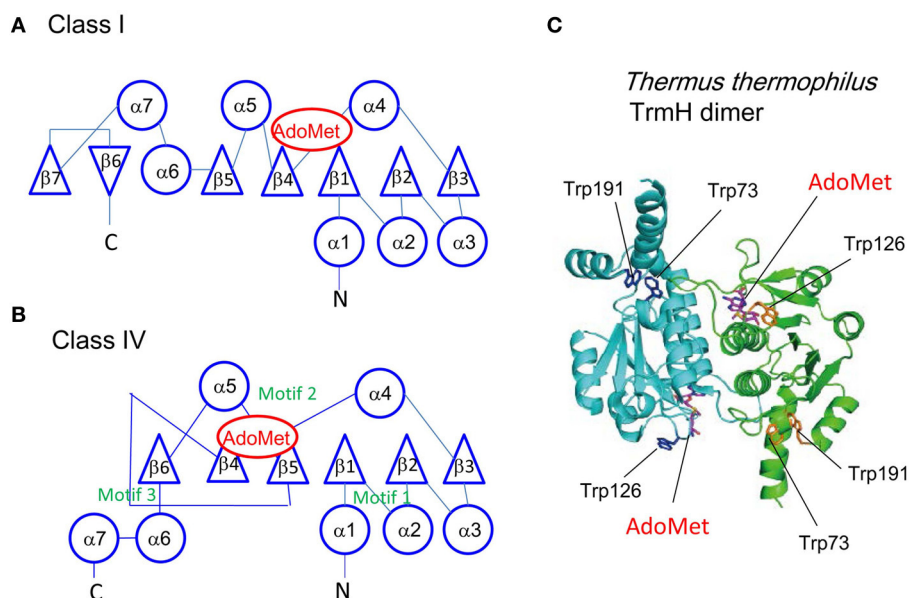 A Class I
α7 α5 α4
AdoMet
β7 β6 α6 β5 β4 β1 β2 β3
C
α1 α2 α3
N
B
Class IV
α5 Motif 2 α4
AdoMet
β6 β4 β5 β1 β2 β3
Motif 3 Motif 1
α7 α6 α1 α2 α3
C N
C
Thermus thermophilus
TrmH dimer
Trp191 Trp73 AdoMet
Trp126
Trp126 Trp191
AdoMet Trp73